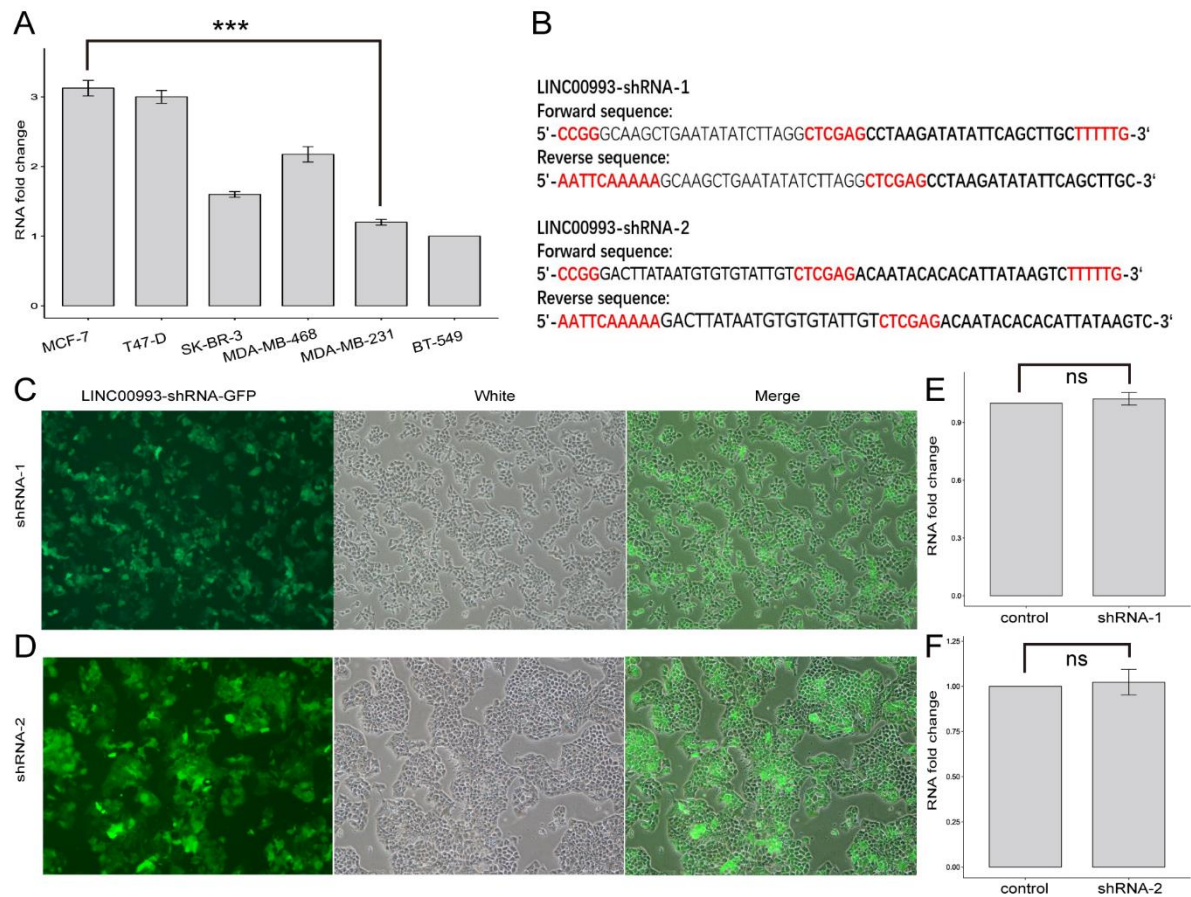 A
***
RNA fold change
3
2
1
0
MCF-7
T47-D
SK-BR-3
MDA-MB-468
MDA-MB-231
BT-549
B
LINC00993-shRNA-1
Forward sequence:
5'-CCGGGCAAGCTGAATATATCTTAGGCTCGAGCCTAAGATATATTCAGCTTGCTTTTTG-3‘
Reverse sequence:
5'-AATTCAAAAAGCAAGCTGAATATATCTTAGGCTCGAGCCTAAGATATATTCAGCTTGC-3‘
LINC00993-shRNA-2
Forward sequence:
5'-CCGGGACTTATAATGTGTGTATTGTCTCGAGACAATACACACATTATAAGTCTTTTTG-3‘
Reverse sequence:
5'-AATTCAAAAAGACTTATAATGTGTGTATTGTCTCGAGACAATACACACATTATAAGTC-3‘
C
LINC00993-shRNA-GFP
White
Merge
shRNA-1
D
shRNA-2
E
ns
RNA fold change
0.9
0.6
0.3
0.0
control
shRNA-1
F
ns
RNA fold change
1.25
1.00
0.75
0.50
0.25
0.00
control
shRNA-2